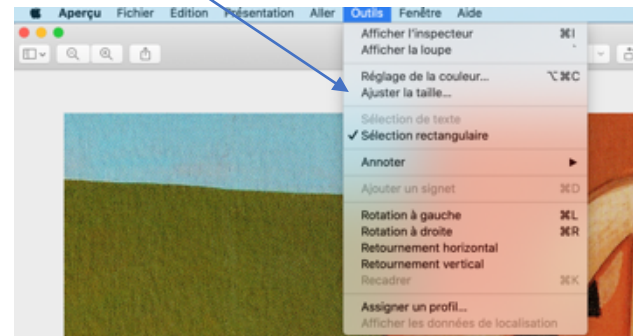 Aperçu Fichier Edition Présentation Aller Outils Fenêtre Aide
Afficher l'inspecteur ⌘I
Afficher la loupe `
Réglage de la couleur... ⌥⌘C
Ajuster la taille...
Sélection de texte
✓ Sélection rectangulaire
Annoter ▶
Ajouter un signet ⌘D
Rotation à gauche ⌘L
Rotation à droite ⌘R
Retournement horizontal
Retournement vertical
Recadrer ⌘K
Assigner un profil...
Afficher les données de localisation